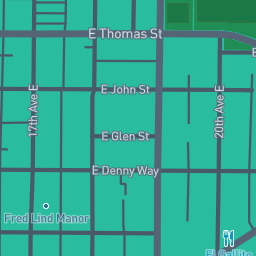 E Thomas St
E John St
17th Ave E
20th Ave E
E Glen St
E Denny Way
Fred Lind Manor